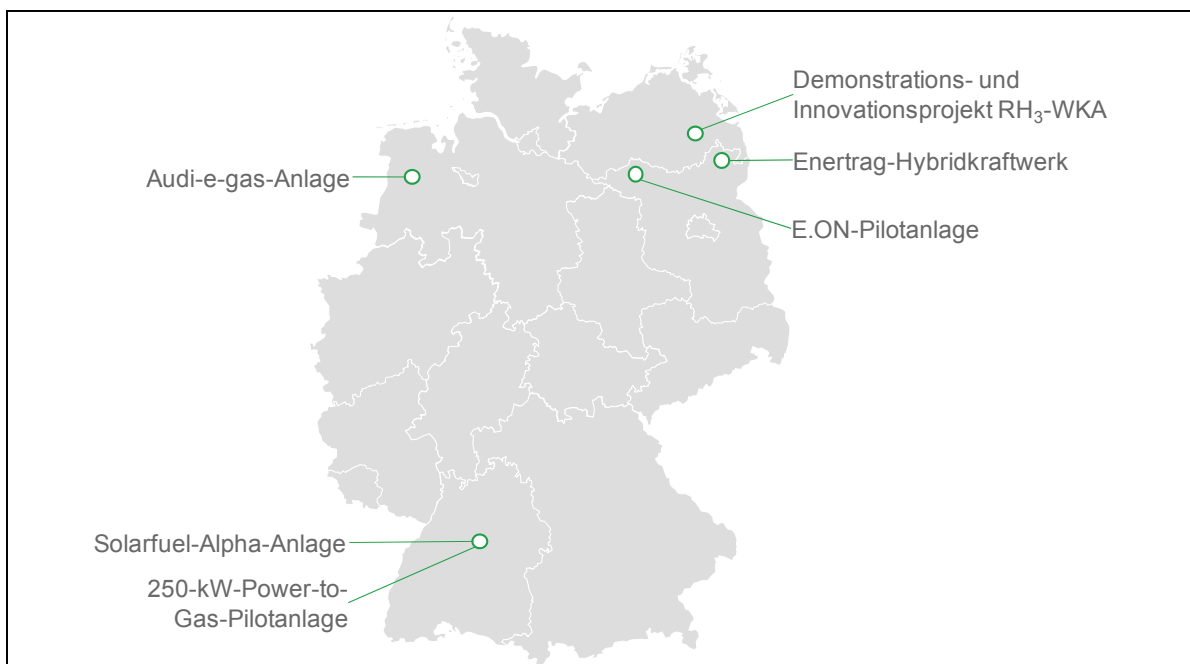 Demonstrations- und
Innovationsprojekt RH₃-WKA
Enertrag-Hybridkraftwerk
Audi-e-gas-Anlage
E.ON-Pilotanlage
Solarfuel-Alpha-Anlage
250-kW-Power-to-
Gas-Pilotanlage